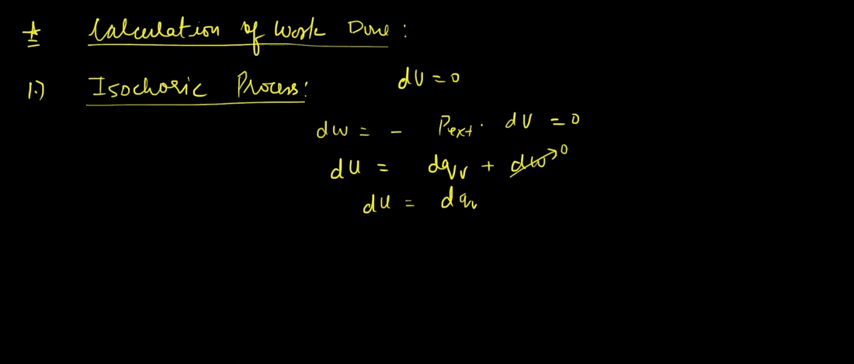 * Calculation of Work Done :
1.) Isochoric Process : dV = 0
dw = - Pext . dV = 0
dU = dqv + dw → 0
dU = dqv